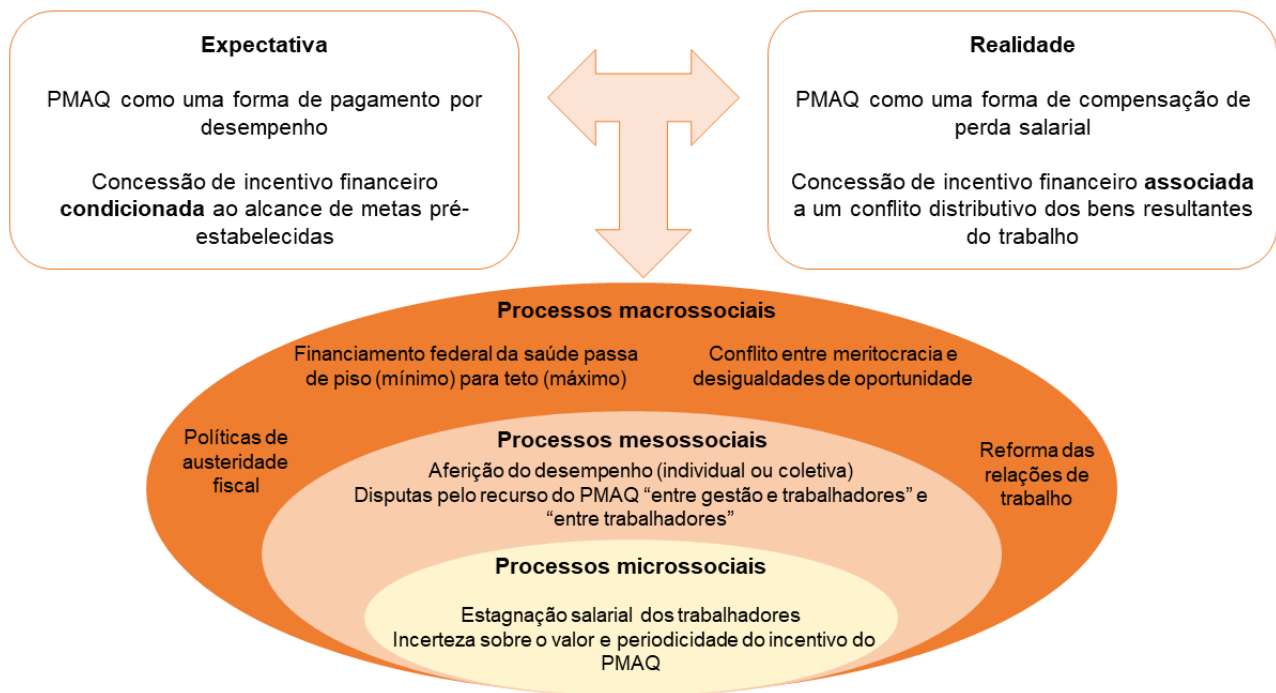 Expectativa
PMAQ como uma forma de pagamento por
desempenho
Concessão de incentivo financeiro
condicionada ao alcance de metas pré-
estabelecidas
Realidade
PMAQ como uma forma de compensação de
perda salarial
Concessão de incentivo financeiro associada
a um conflito distributivo dos bens resultantes
do trabalho
Processos macrossociais
Financiamento federal da saúde passa
de piso (mínimo) para teto (máximo)
Conflito entre meritocracia e
desigualdades de oportunidade
Políticas de
austeridade
fiscal
Reforma das
relações de
trabalho
Processos mesossociais
Aferição do desempenho (individual ou coletiva)
Disputas pelo recurso do PMAQ “entre gestão e trabalhadores” e
“entre trabalhadores”
Processos microssociais
Estagnação salarial dos trabalhadores
Incerteza sobre o valor e periodicidade do incentivo do
PMAQ